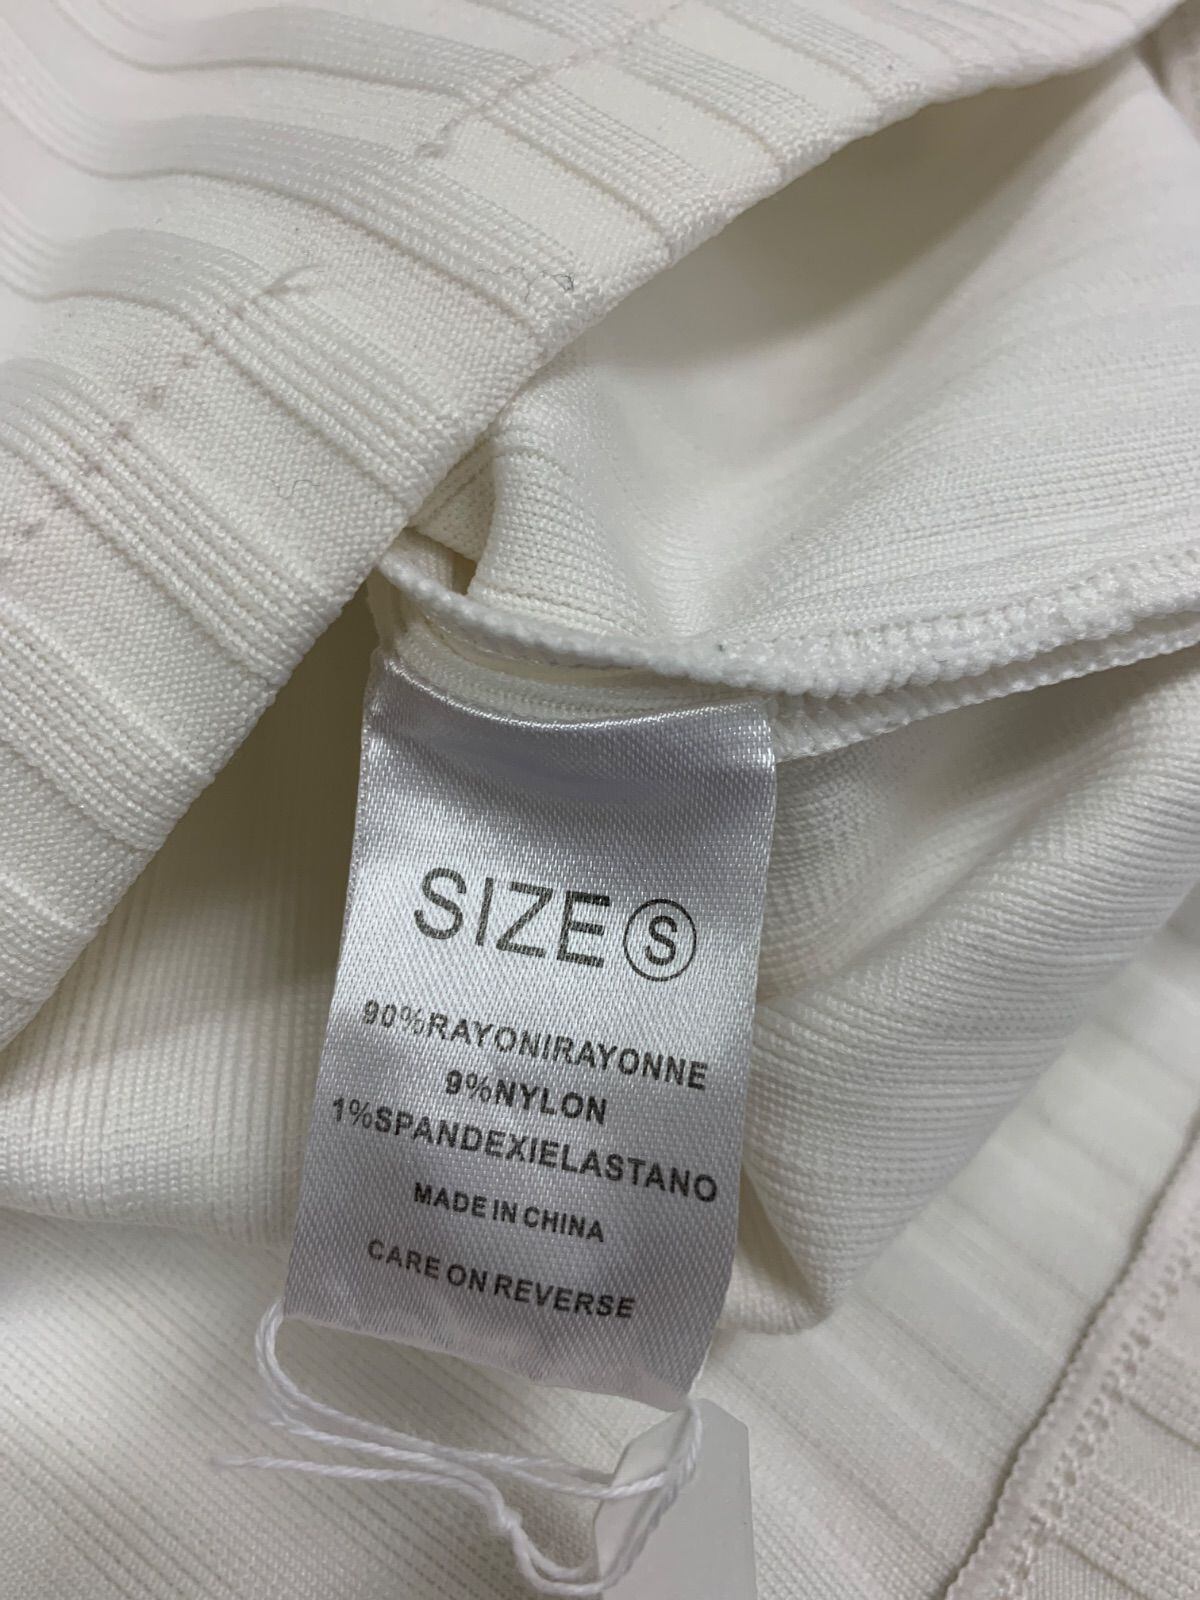 SIZE Ⓢ
90%RAYONIRAYONNE
9%NYLON
1%SPANDEXIELASTANO
MADE IN CHINA
CARE ON REVERSE